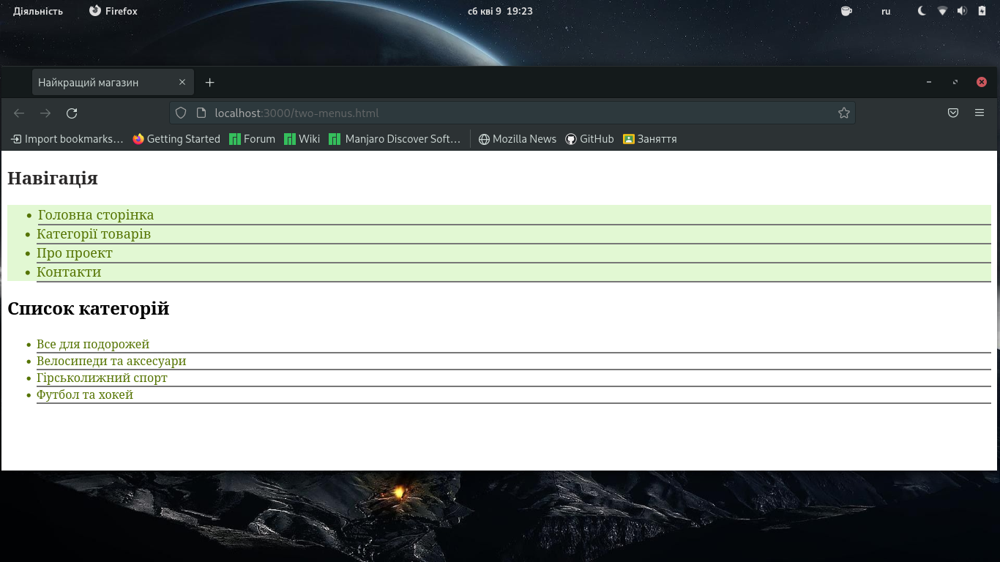 Діяльність Firefox сб кві 9 19:23 ru
Найкращий магазин
localhost:3000/two-menus.html
Import bookmarks… Getting Started Forum Wiki Manjaro Discover Soft… Mozilla News GitHub Заняття
Навігація
Головна сторінка
Категорії товарів
Про проект
Контакти
Список категорій
Все для подорожей
Велосипеди та аксесуари
Гірськолижний спорт
Футбол та хокей